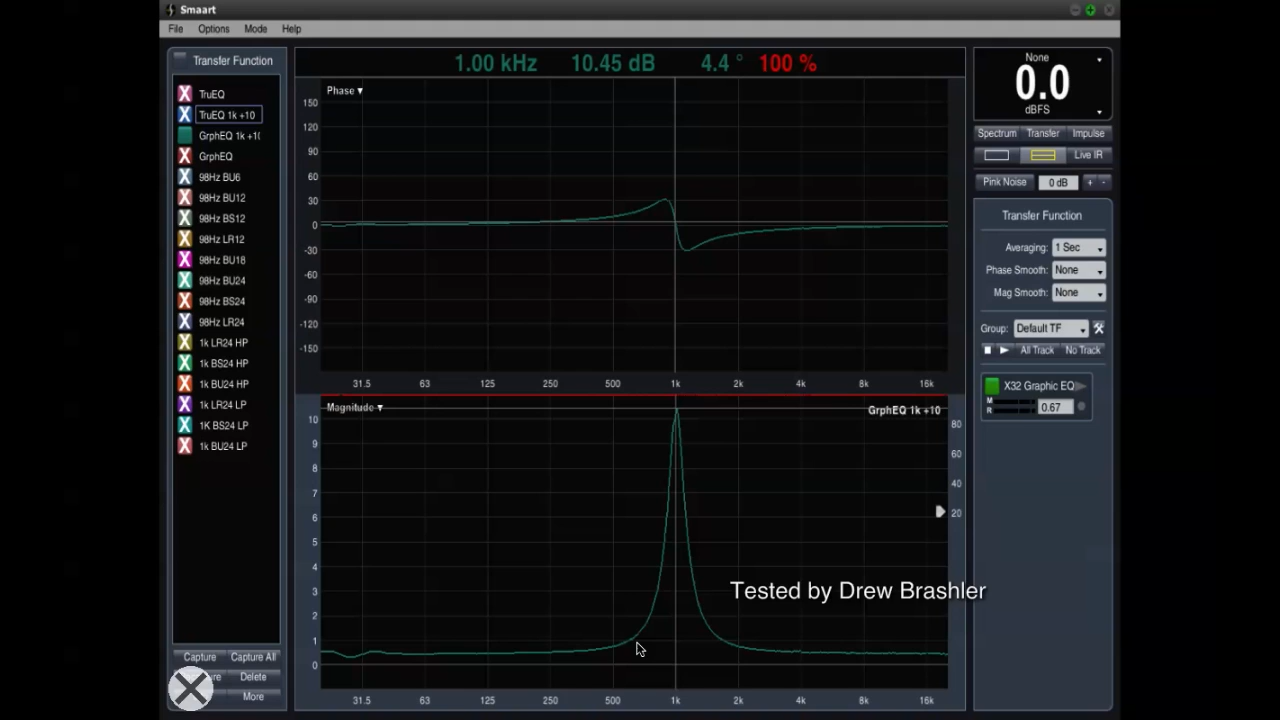 Smaart
File Options Mode Help
Transfer Function
TruEQ
TruEQ 1k +10
GrphEQ 1k +1(
GrphEQ
98Hz BU6
98Hz BU12
98Hz BS12
98Hz LR12
98Hz BU18
98Hz BU24
98Hz BS24
98Hz LR24
1k LR24 HP
1k BS24 HP
1k BU24 HP
1k LR24 LP
1K BS24 LP
1k BU24 LP
Capture Capture All
Delete
More
1.00 kHz 10.45 dB 4.4 ° 100 %
Phase
150
120
90
60
30
0
-30
-60
-90
-120
-150
31.5 63 125 250 500 1k 2k 4k 8k 16k
Magnitude
GrphEQ 1k +10
10
9
8
7
6
5
4
3
2
1
0
80
60
40
20
Tested by Drew Brashler
31.5 63 125 250 500 1k 2k 4k 8k 16k
None
0.0
dBFS
Spectrum Transfer Impulse
Live IR
Pink Noise 0 dB + -
Transfer Function
Averaging: 1 Sec
Phase Smooth: None
Mag Smooth: None
Group: Default TF
All Track No Track
X32 Graphic EQ
M
R
0.67